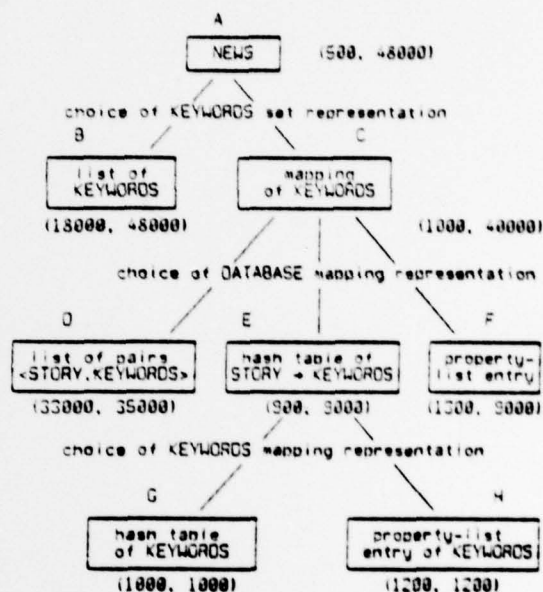 A
NEWS (500, 48000)
choice of KEYWORDS set representation
B C
list of mapping
KEYWORDS of KEYWORDS
(18000, 48000) (1000, 40000)
choice of DATABASE mapping representation
D E F
list of pairs hash table of property-
<STORY,KEYWORDS> STORY → KEYWORDS list entry
(33000, 35000) (900, 9000) (1300, 9000)
choice of KEYWORDS mapping representation
G H
hash table property-list
of KEYWORDS entry of KEYWORDS
(1000, 1000) (1200, 1200)